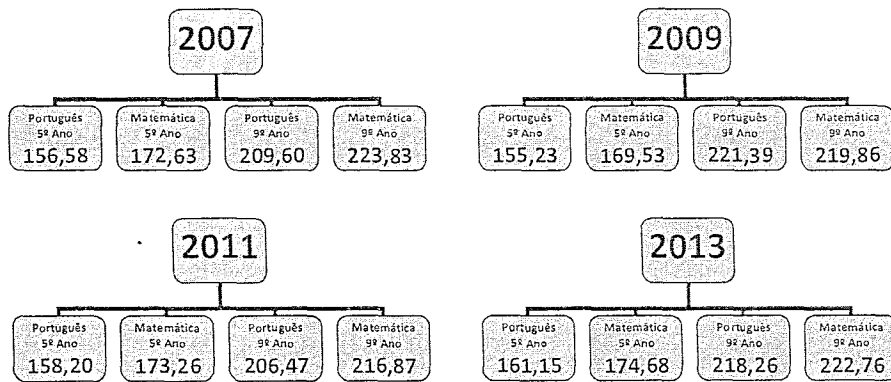 2007
Português
5º Ano
156,58
Matemática
5º Ano
172,63
Português
9º Ano
209,60
Matemática
9º Ano
223,83
2009
Português
5º Ano
155,23
Matemática
5º Ano
169,53
Português
9º Ano
221,39
Matemática
9º Ano
219,86
2011
Português
5º Ano
158,20
Matemática
5º Ano
173,26
Português
9º Ano
206,47
Matemática
9º Ano
216,87
2013
Português
5º Ano
161,15
Matemática
5º Ano
174,68
Português
9º Ano
218,26
Matemática
9º Ano
222,76